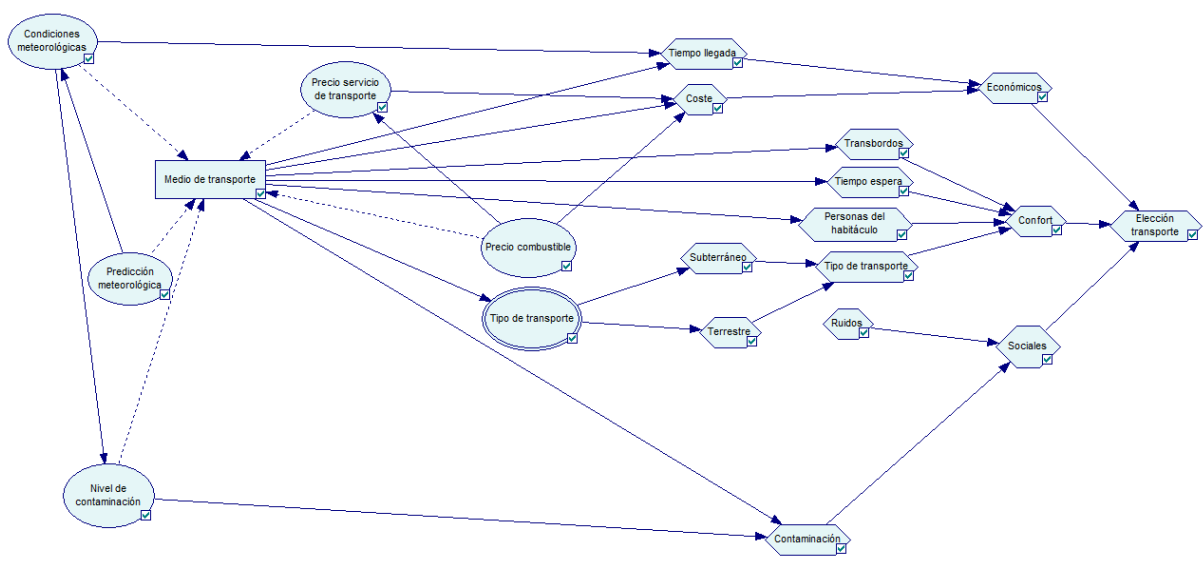 Condiciones
meteorológicas
Tiempo llegada
Precio servicio
de transporte
Económicos
Coste
Transbordos
Medio de transporte
Tiempo espera
Personas del
habitáculo
Confort
Elección
transporte
Precio combustible
Subterráneo
Tipo de transporte
Predicción
meteorológica
Tipo de transporte
Ruidos
Terrestre
Sociales
Nivel de
contaminación
Contaminación